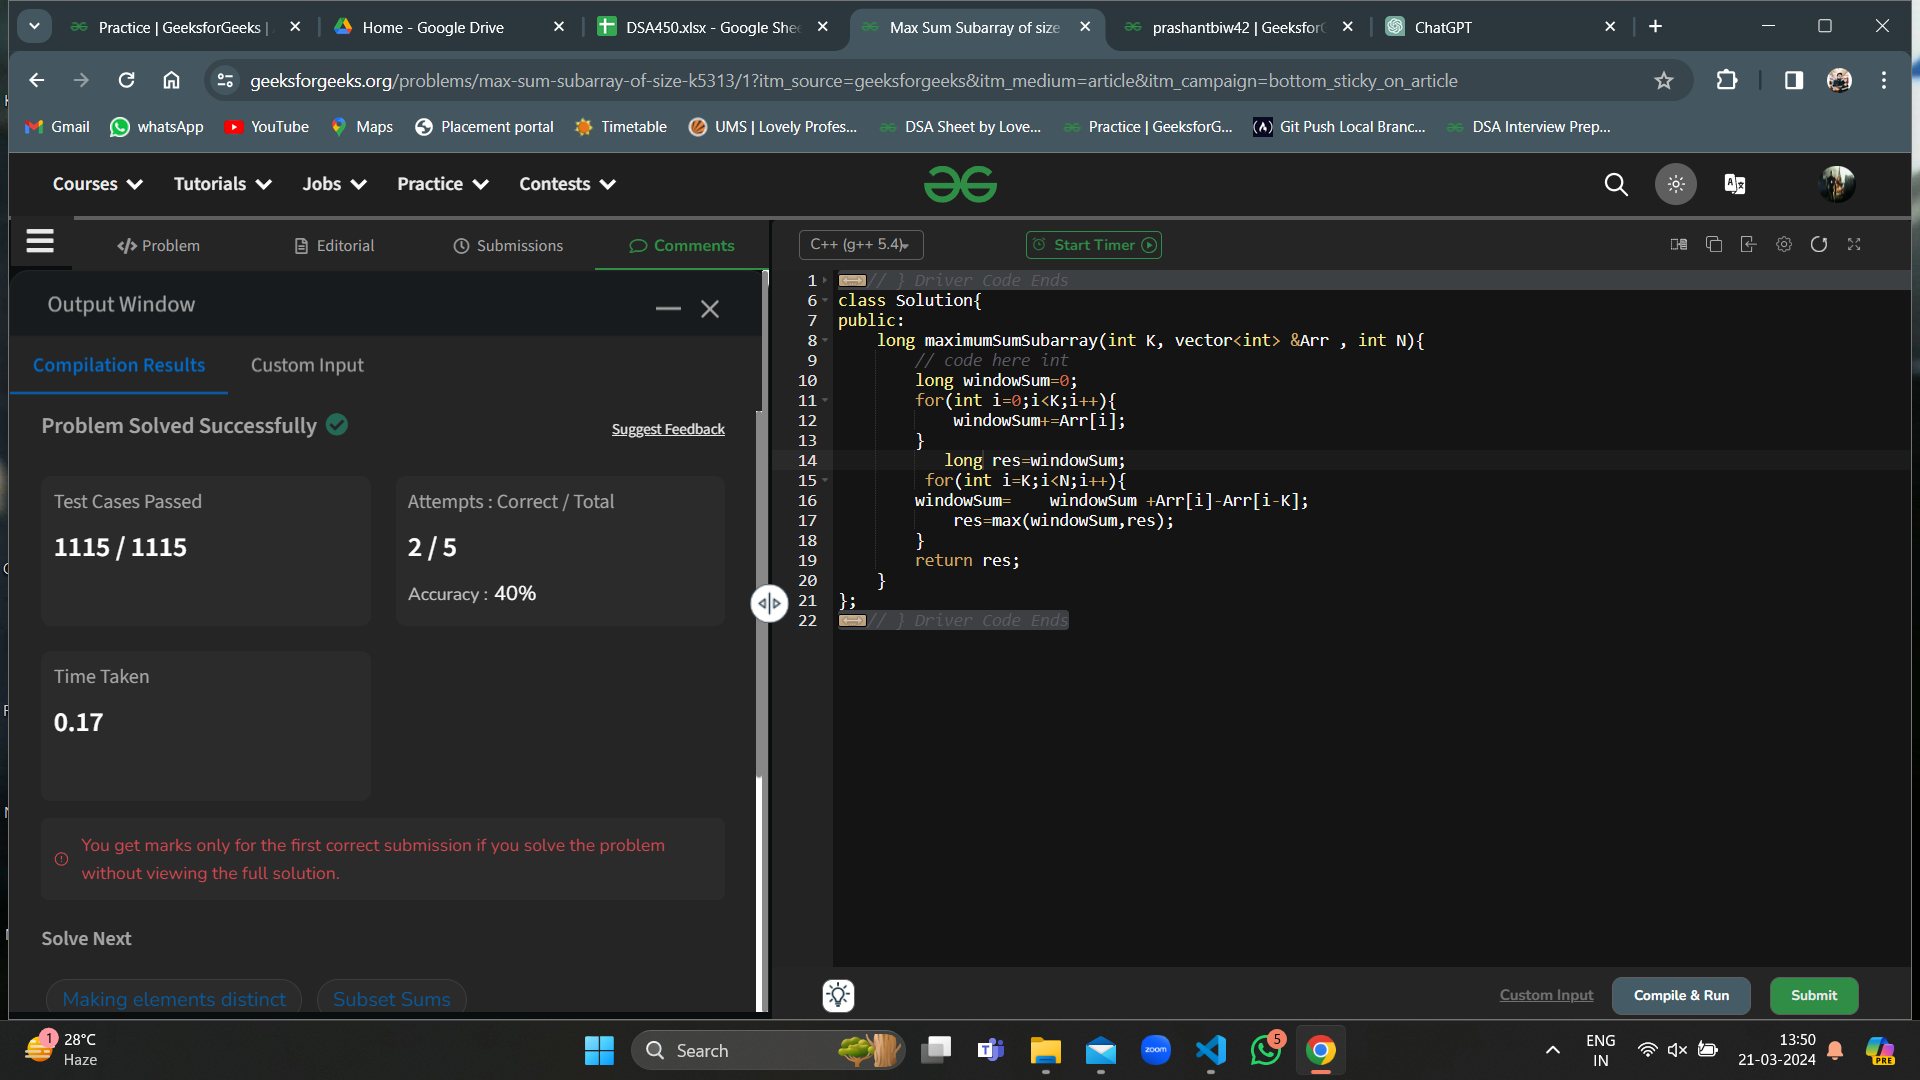 Practice | GeeksforGeeks |
Home - Google Drive
DSA450.xlsx - Google Shee
Max Sum Subarray of size
prashantbiw42 | GeeksforG
ChatGPT
geeksforgeeks.org/problems/max-sum-subarray-of-size-k5313/1?itm_source=geeksforgeeks&itm_medium=article&itm_campaign=bottom_sticky_on_article
Gmail
whatsApp
YouTube
Maps
Placement portal
Timetable
UMS | Lovely Profes...
DSA Sheet by Love...
Practice | GeeksforG...
Git Push Local Branc...
DSA Interview Prep...
Courses
Tutorials
Jobs
Practice
Contests
</> Problem
Editorial
Submissions
Comments
Output Window
Compilation Results
Custom Input
Problem Solved Successfully
Suggest Feedback
Test Cases Passed
1115 / 1115
Attempts : Correct / Total
2 / 5
Accuracy : 40%
Time Taken
0.17
You get marks only for the first correct submission if you solve the problem
without viewing the full solution.
Solve Next
Making elements distinct
Subset Sums
C++ (g++ 5.4)
Start Timer
1 // } Driver Code Ends
6 class Solution{
7 public:
8 long maximumSumSubarray(int K, vector<int> &Arr , int N){
9 // code here int
10 long windowSum=0;
11 for(int i=0;i<K;i++){
12 windowSum+=Arr[i];
13 }
14 long res=windowSum;
15 for(int i=K;i<N;i++){
16 windowSum= windowSum +Arr[i]-Arr[i-K];
17 res=max(windowSum,res);
18 }
19 return res;
20 }
21 };
22 // } Driver Code Ends
Custom Input
Compile & Run
Submit
1
28°C
Haze
Search
zoom
5
ENG
IN
13:50
21-03-2024
PRE